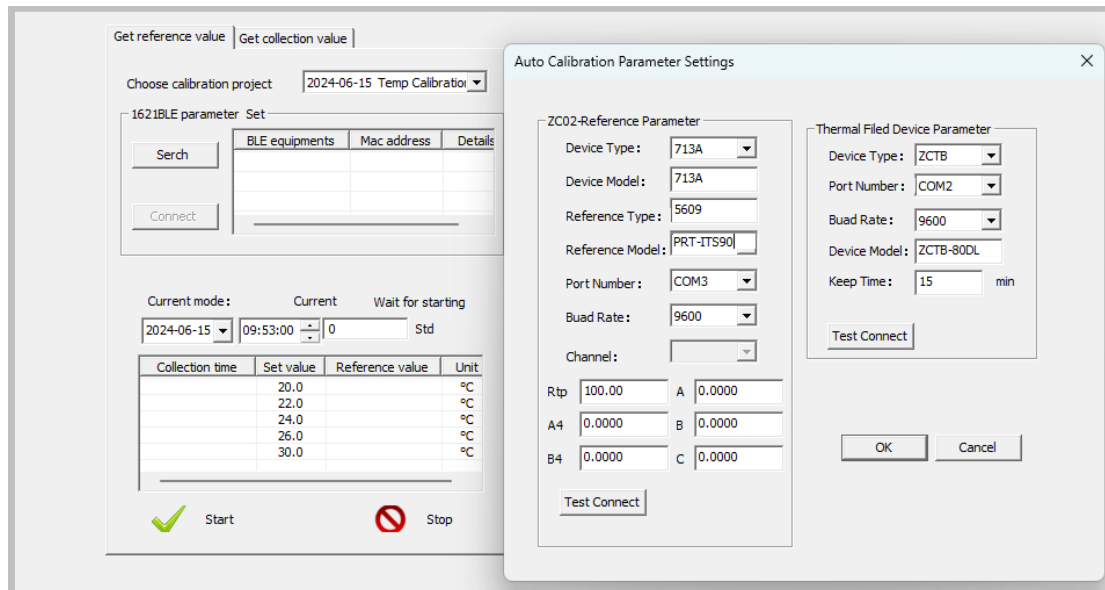 Get reference value Get collection value
Choose calibration project 2024-06-15 Temp Calibration
1621BLE parameter Set
BLE equipments Mac address Details
Serch
Connect
Current mode: Current Wait for starting
2024-06-15 09:53:00 0 Std
Collection time Set value Reference value Unit
20.0 ºC
22.0 ºC
24.0 ºC
26.0 ºC
30.0 ºC
Start Stop
Auto Calibration Parameter Settings
ZC02-Reference Parameter
Device Type: 713A
Device Model: 713A
Reference Type: 5609
Reference Model: PRT-ITS90
Port Number: COM3
Buad Rate: 9600
Channel:
Rtp 100.00 A 0.0000
A4 0.0000 B 0.0000
B4 0.0000 C 0.0000
Test Connect
Thermal Filed Device Parameter
Device Type: ZCTB
Port Number: COM2
Buad Rate: 9600
Device Model: ZCTB-80DL
Keep Time: 15 min
Test Connect
OK Cancel